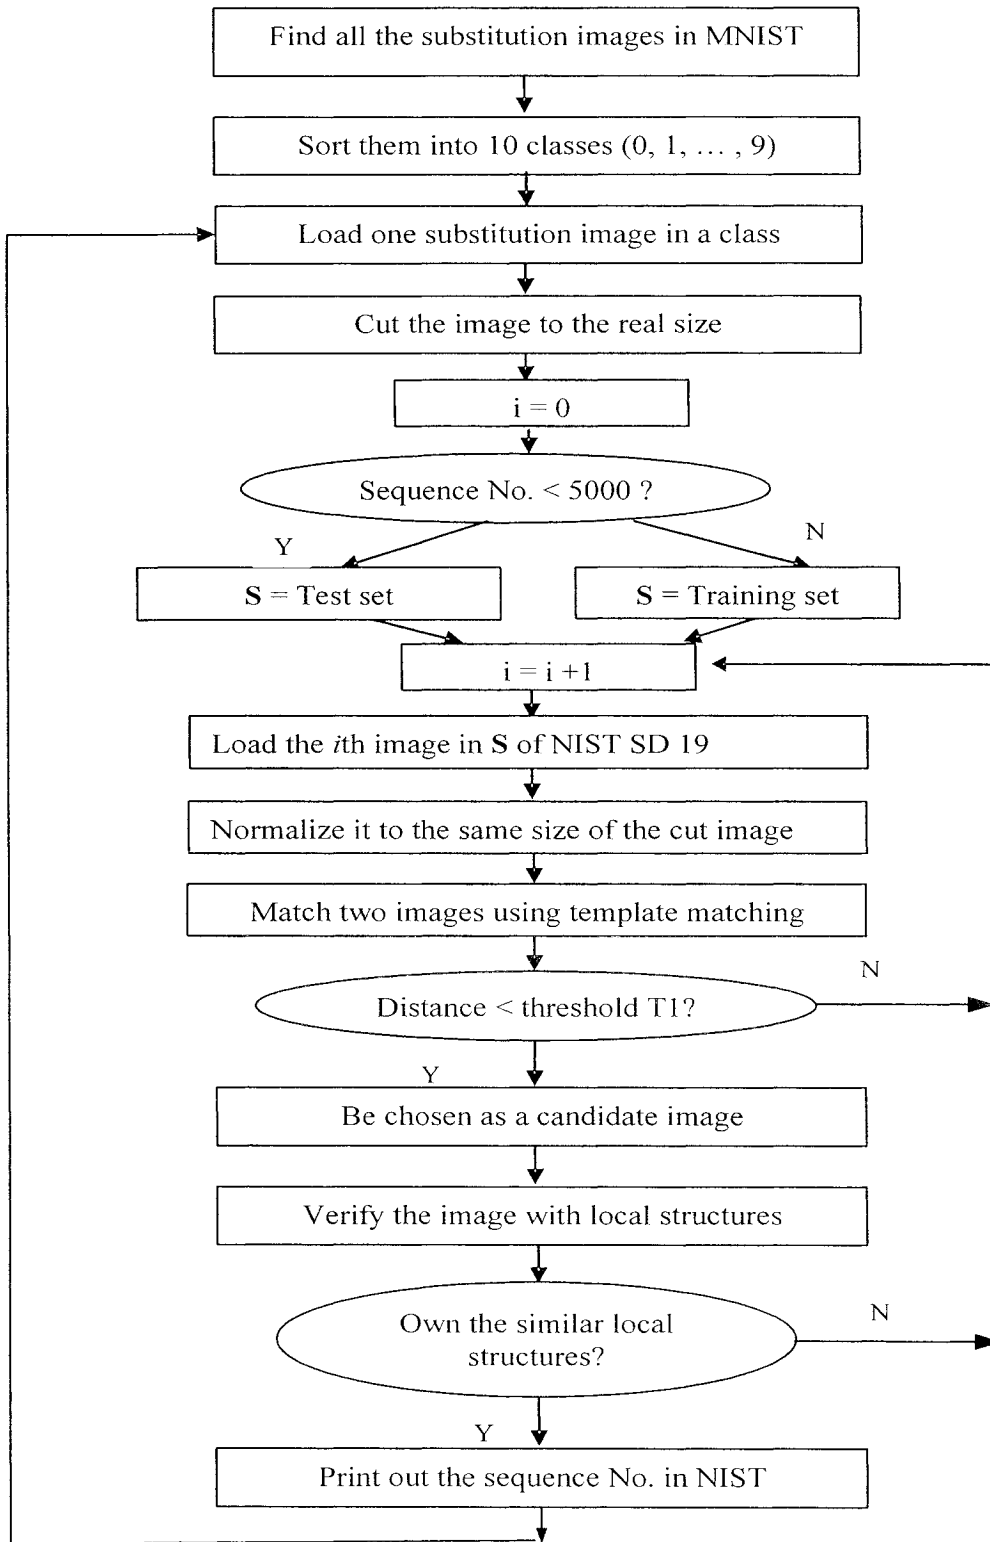 Find all the substitution images in MNIST
Sort them into 10 classes (0, 1, … , 9)
Load one substitution image in a class
Cut the image to the real size
i = 0
Sequence No. < 5000 ?
Y
N
S = Test set
S = Training set
i = i +1
Load the ith image in S of NIST SD 19
Normalize it to the same size of the cut image
Match two images using template matching
N
Distance < threshold T1?
Y
Be chosen as a candidate image
Verify the image with local structures
N
Own the similar local
structures?
Y
Print out the sequence No. in NIST